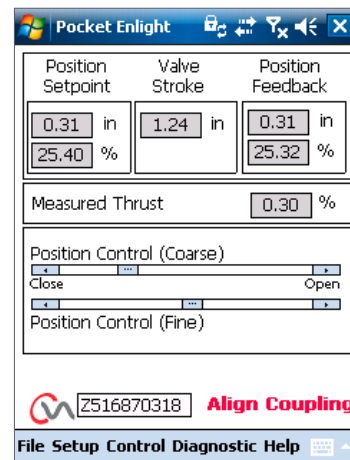 Pocket Enlight
Position Setpoint
Valve Stroke
Position Feedback
0.31 in
1.24 in
0.31 in
25.40 %
25.32 %
Measured Thrust
0.30 %
Position Control (Coarse)
Close
Open
Position Control (Fine)
Z516870318
Align Coupling
File Setup Control Diagnostic Help